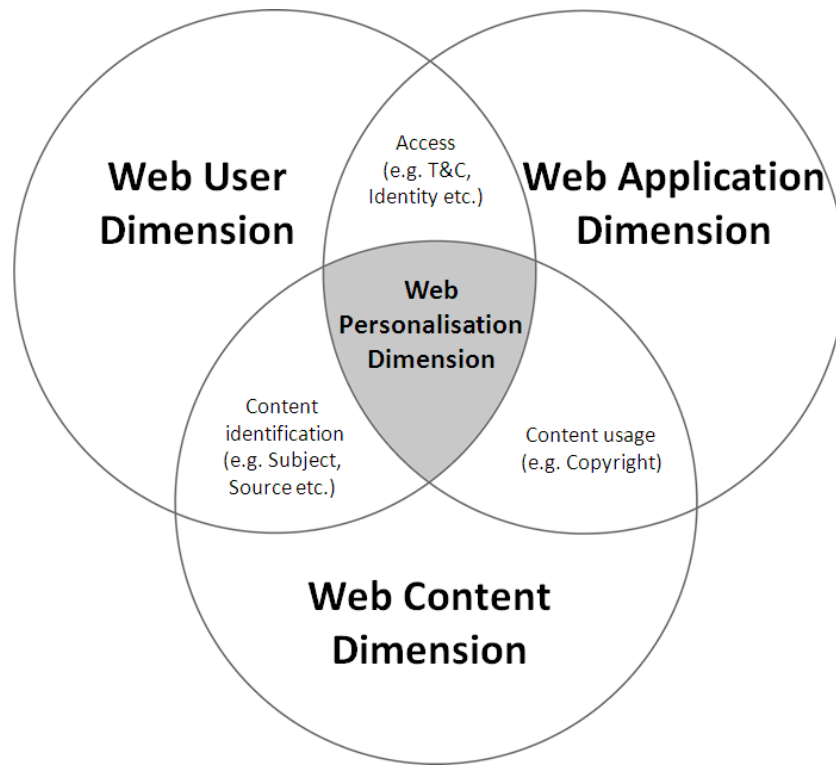 Web User
Dimension
Access
(e.g. T&C,
Identity etc.)
Web Application
Dimension
Web
Personalisation
Dimension
Content
identification
(e.g. Subject,
Source etc.)
Content usage
(e.g. Copyright)
Web Content
Dimension